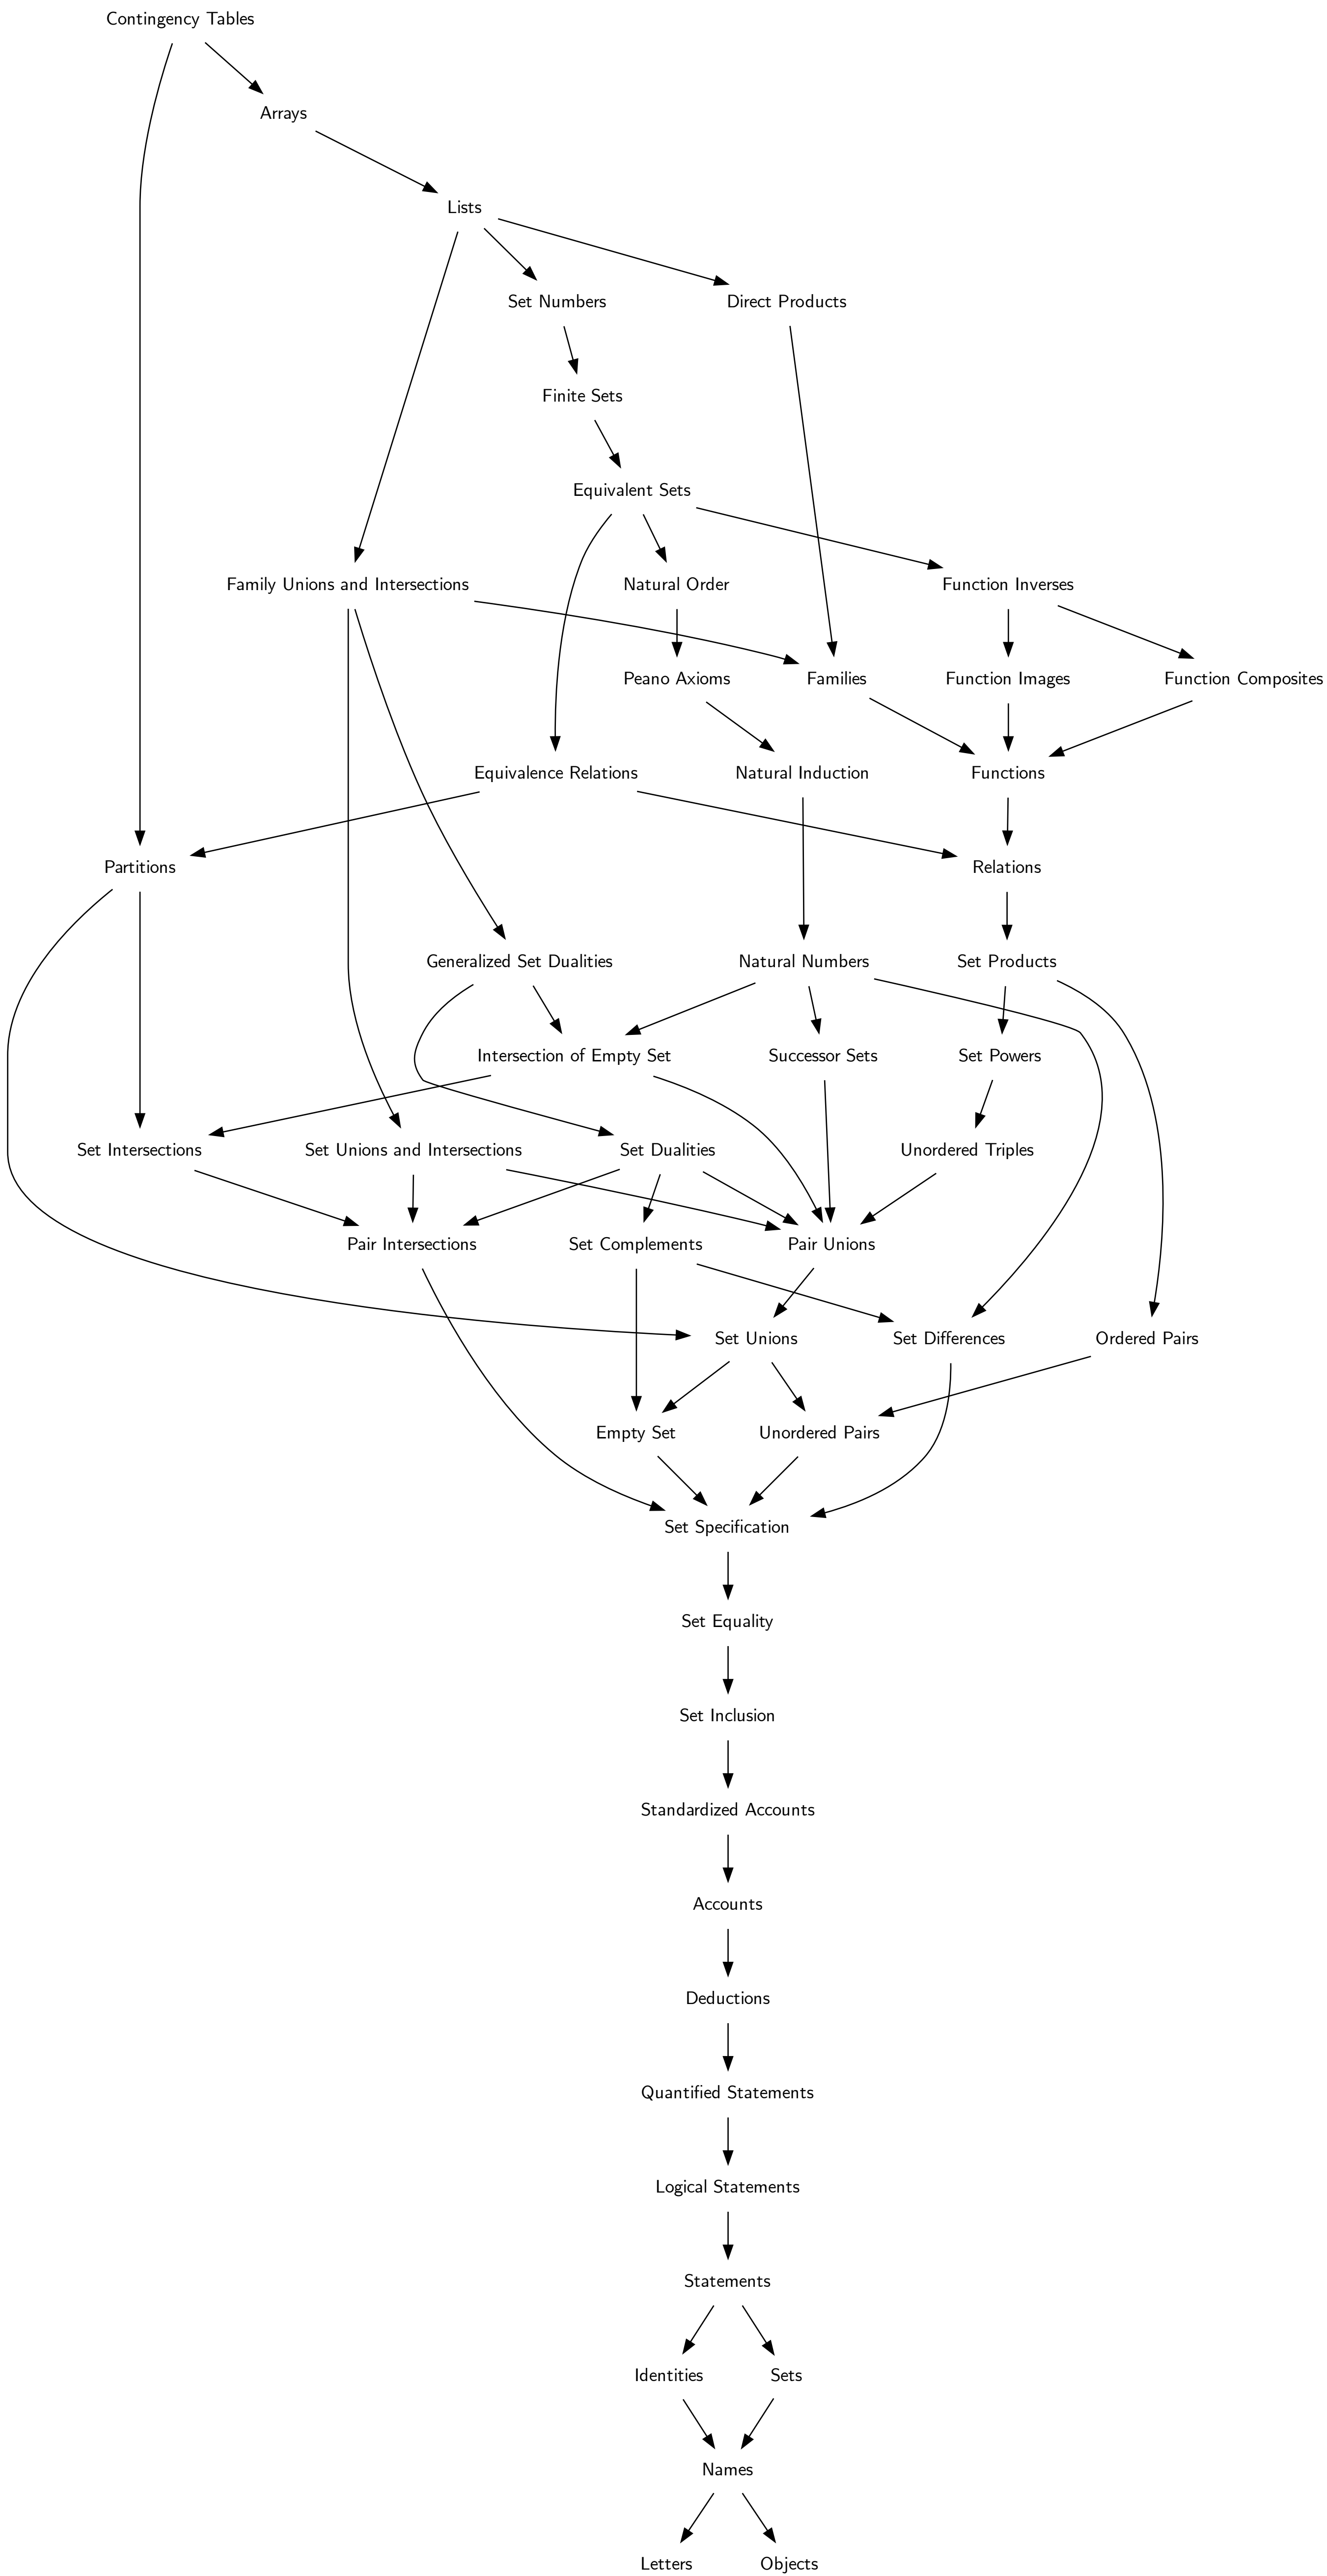 Contingency Tables
Arrays
Lists
Set Numbers
Direct Products
Finite Sets
Equivalent Sets
Family Unions and Intersections
Natural Order
Function Inverses
Peano Axioms
Families
Function Images
Function Composites
Equivalence Relations
Natural Induction
Functions
Partitions
Relations
Generalized Set Dualities
Natural Numbers
Set Products
Intersection of Empty Set
Successor Sets
Set Powers
Set Intersections
Set Unions and Intersections
Set Dualities
Unordered Triples
Pair Intersections
Set Complements
Pair Unions
Set Unions
Set Differences
Ordered Pairs
Empty Set
Unordered Pairs
Set Specification
Set Equality
Set Inclusion
Standardized Accounts
Accounts
Deductions
Quantified Statements
Logical Statements
Statements
Identities
Sets
Names
Letters
Objects